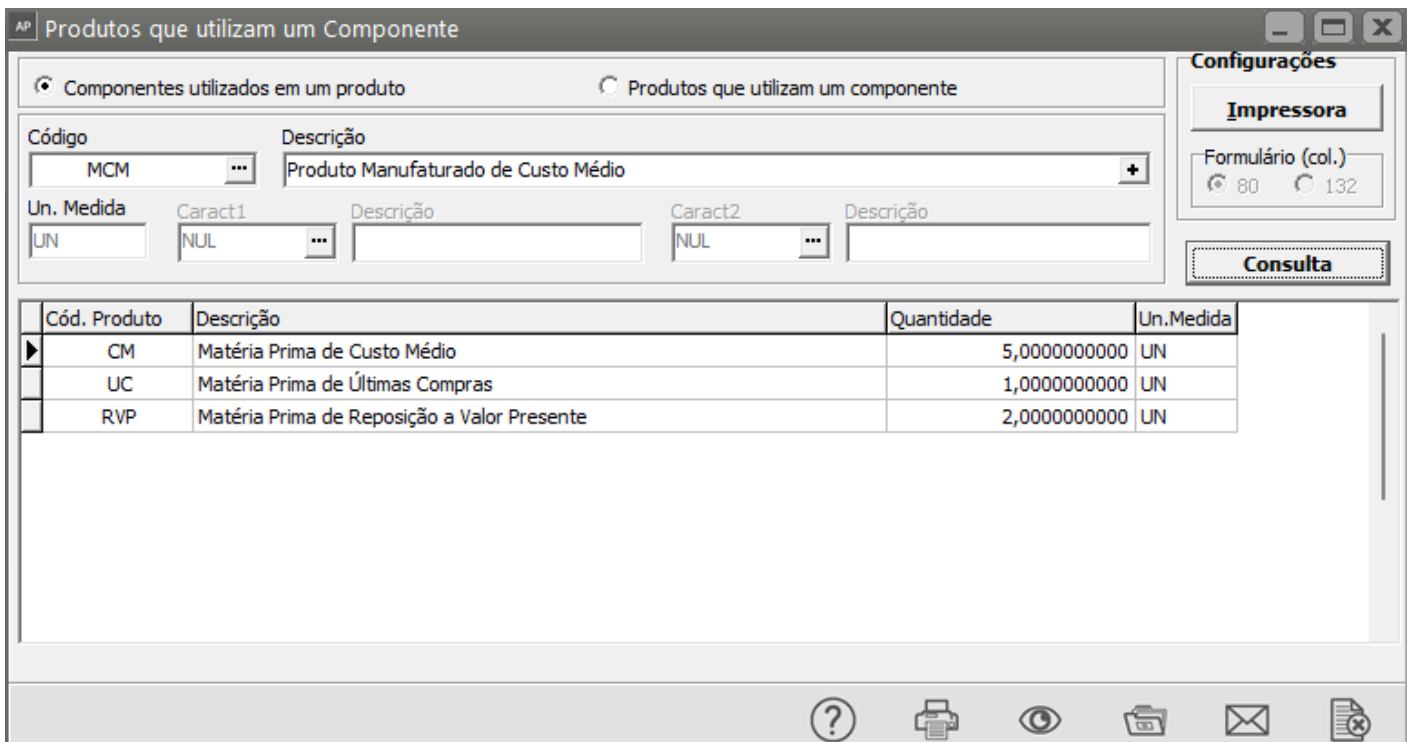 AP Produtos que utilizam um Componente
Componentes utilizados em um produto Produtos que utilizam um componente
Configurações
Impressora
Formulário (col.)
80 132
Código Descrição
MCM ... Produto Manufaturado de Custo Médio +
Un. Medida Caract1 Descrição Caract2 Descrição
UN NUL ... NUL ...
Consulta
Cód. Produto Descrição Quantidade Un.Medida
CM Matéria Prima de Custo Médio 5,0000000000 UN
UC Matéria Prima de Últimas Compras 1,0000000000 UN
RVP Matéria Prima de Reposição a Valor Presente 2,0000000000 UN